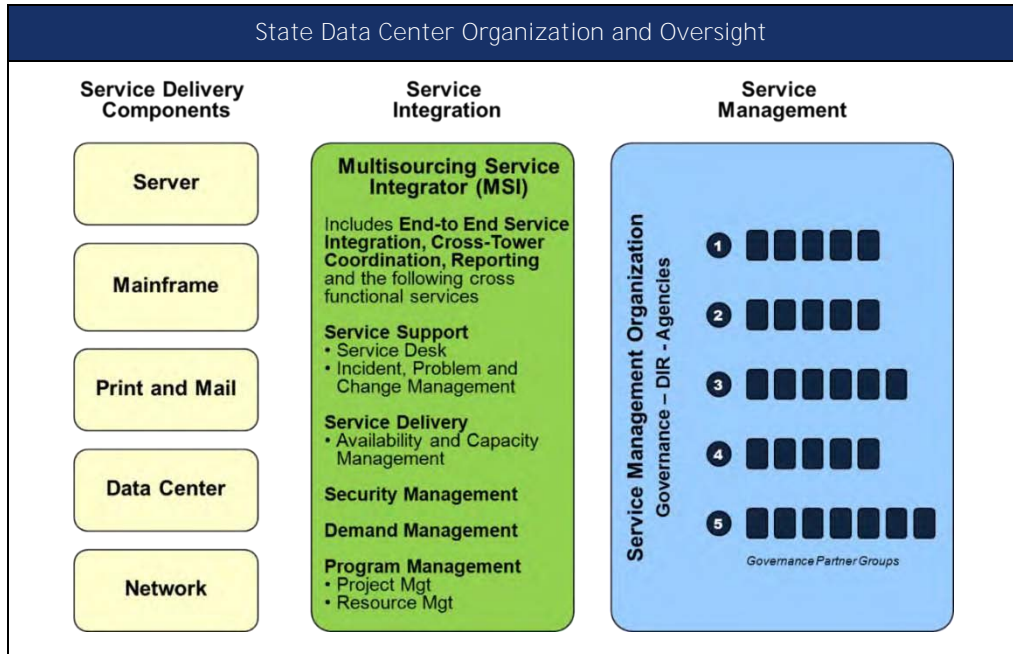 State Data Center Organization and Oversight
Service Delivery
Components
Server
Mainframe
Print and Mail
Data Center
Network
Service
Integration
Multisourcing Service
Integrator (MSI)
Includes End-to End Service
Integration, Cross-Tower
Coordination, Reporting
and the following cross
functional services
Service Support
• Service Desk
• Incident, Problem and
Change Management
Service Delivery
• Availability and Capacity
Management
Security Management
Demand Management
Program Management
• Project Mgt
• Resource Mgt
Service
Management
Service Management Organization
Governance – DIR - Agencies
1
2
3
4
5
Governance Partner Groups